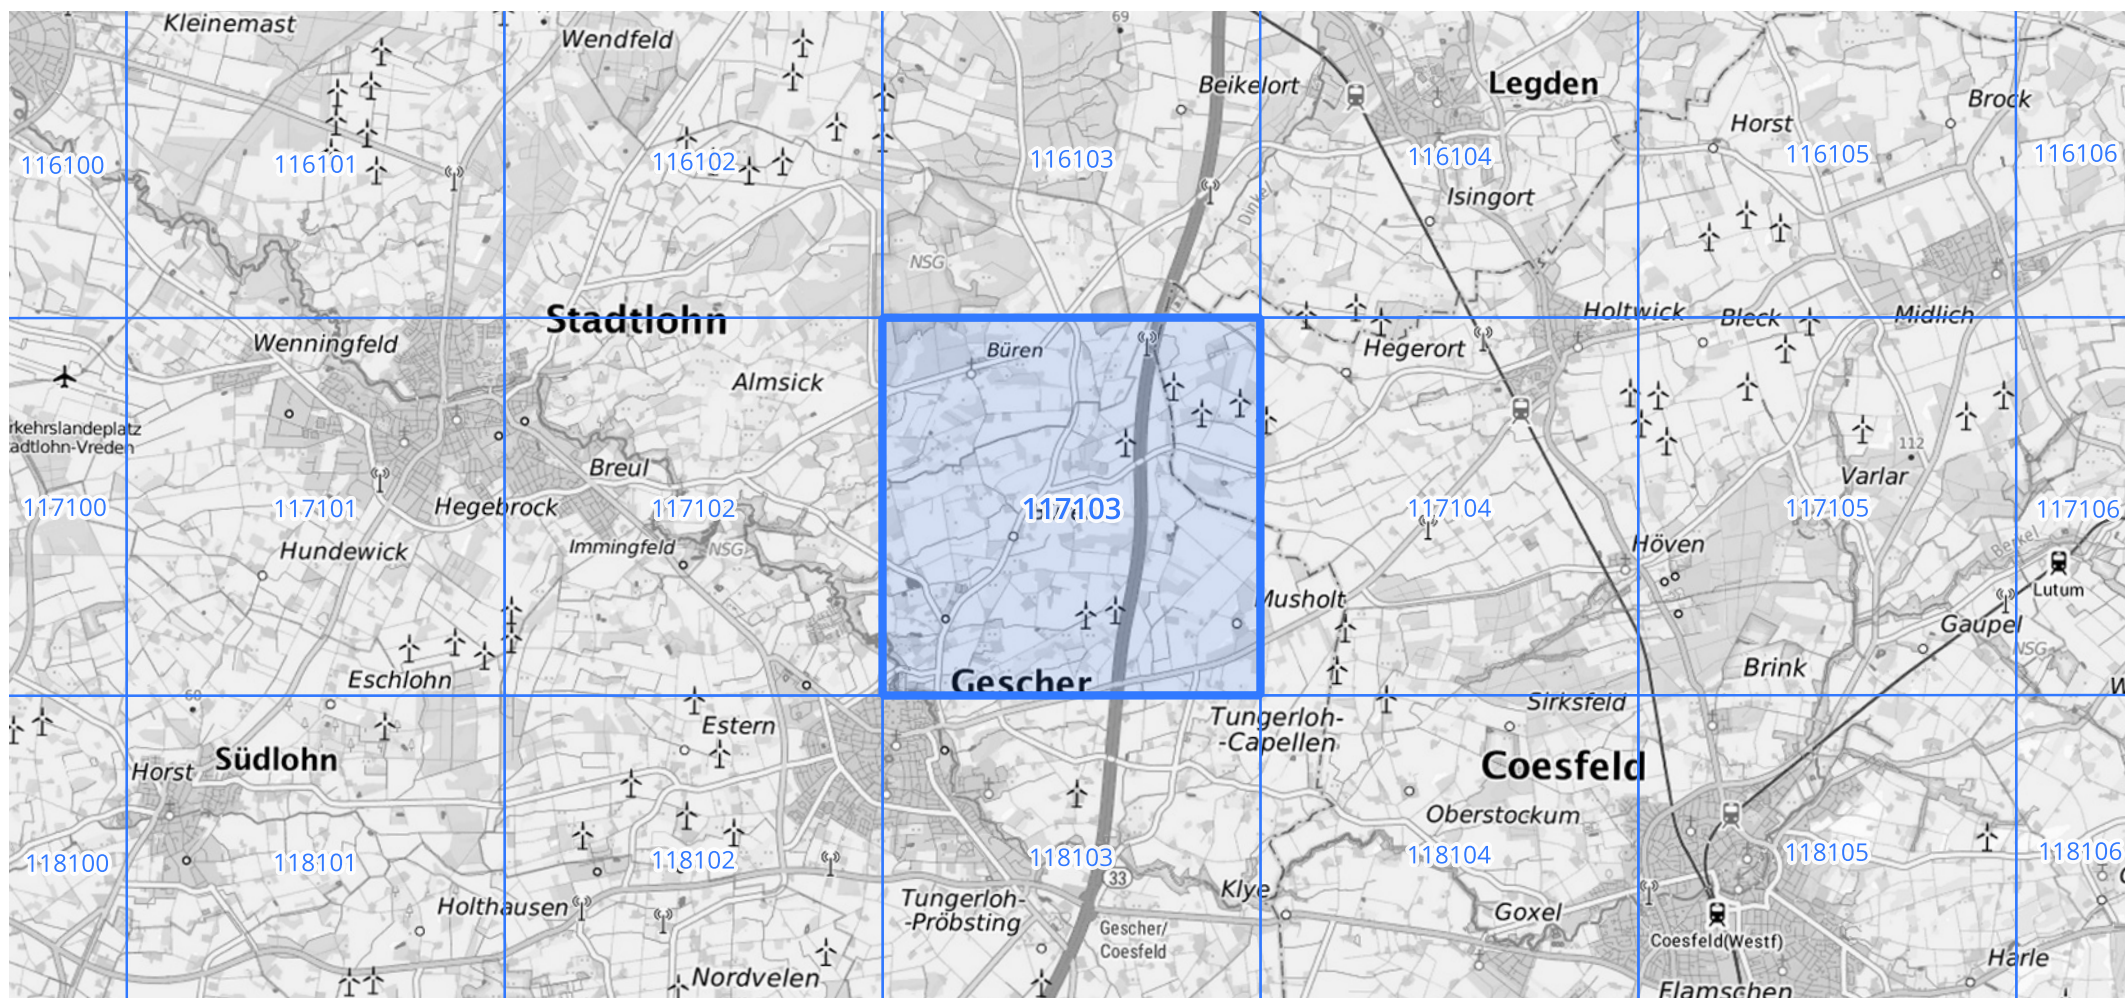 Kleinemast
Wendfeld
69
Beikelort
Legden
Brock
Horst
116100
116101
116102
116103
116104
116105
116106
Isingort
Dinkel
NSG
Stadtlohn
Holtwick
Bleck
Midlich
Wenningfeld
Büren
Hegerort
Almsick
rkehrslandeplatz
adtlohn-Vreden
112
Breul
Varlar
Hegebrock
117100
117101
117102
117103
117104
117105
117106
Hundewick
Immingfeld
NSG
Höven
Berkel
Lutum
Musholt
Gaupel
NSG
Eschlohn
Gescher
Brink
68
Sirksfeld
W
Estern
Tungerloh-
-Capellen
Südlohn
Horst
Coesfeld
Oberstockum
118100
118101
118102
118103
118104
118105
118106
33
Klye
Holthausen
Tungerloh-
-Pröbsting
Goxel
Gescher/
Coesfeld
Coesfeld(Westf)
Harle
Nordvelen
Flamschen